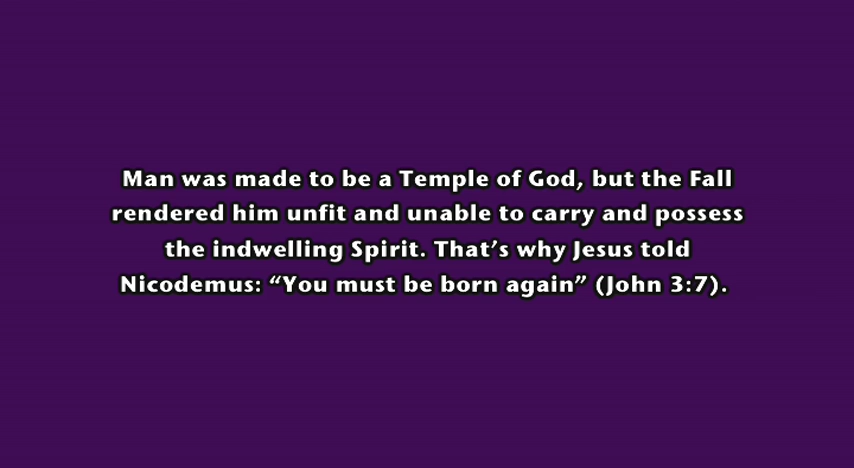 Man was made to be a Temple of God, but the Fall
rendered him unfit and unable to carry and possess
the indwelling Spirit. That’s why Jesus told
Nicodemus: “You must be born again” (John 3:7).